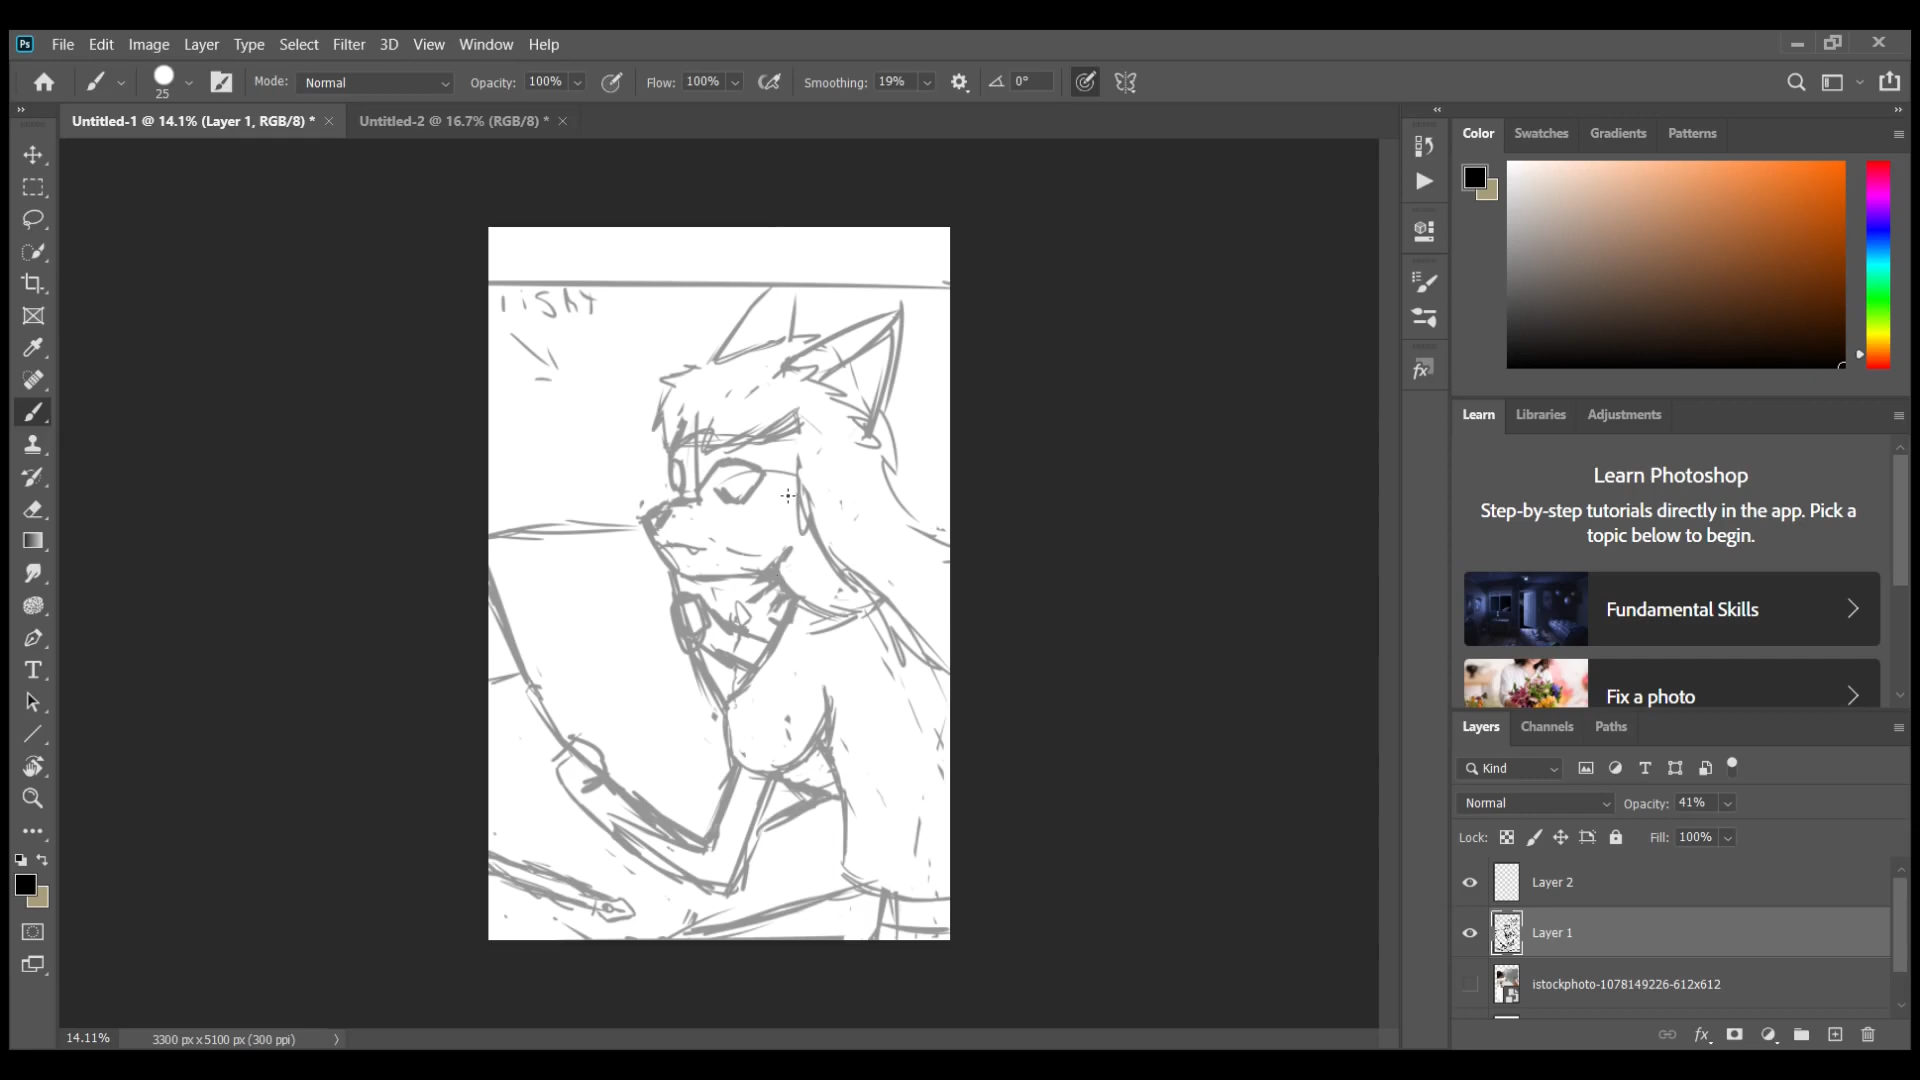 Ps File Edit Image Layer Type Select Filter 3D View Window Help
25 Mode: Normal Opacity: 100% Flow: 100% Smoothing: 19% 0°
Untitled-1 @ 14.1% (Layer 1, RGB/8) * Untitled-2 @ 16.7% (RGB/8) *
Color Swatches Gradients Patterns
light
Learn Libraries Adjustments
Learn Photoshop
Step-by-step tutorials directly in the app. Pick a
topic below to begin.
Fundamental Skills
Fix a photo
Layers Channels Paths
Kind
Normal Opacity: 41%
Lock: Fill: 100%
Layer 2
Layer 1
istockphoto-1078149226-612x612
fx
14.11% 3300 px x 5100 px (300 ppi)